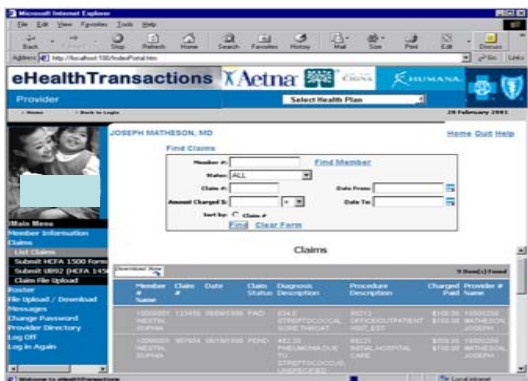 Microsoft Internet Explorer
File Edit View Favorites Tools Help
Back Stop Refresh Home Search Favorites History Mail Size Print Edit Discuss
Address http://localhost:100/IndexPortal.htm Go Links
eHealthTransactions Aetna CIGNA HUMANA
Provider Select Health Plan
Home Back to Login 20 February 2001
JOSEPH MATHESON, MD Home Quit Help
Find Claims
Member #: Find Member
Status: ALL
Claim #: Date From:
Amount Charged $: = Date To:
Sort by: Claim #
Find Clear Form
Main Menu
Member Information
Claims
List Claims
Submit HCFA 1500 Form
Submit UB92 (HCFA 145
Claim File Upload
Roster
File Upload / Download
Messages
Change Password
Provider Directory
Log Off
Log in Again
Claims
Download Now 9 Item(s) Found
Member # Name Claim # Date Claim Status Diagnosis Description Procedure Description Charged Paid Provider # Name
PAID STREPTOCOCCAL SORE THROAT OFFICE/OUTPATIENT VISIT, EST JOSEPH
PEND PNEUMONIA DUE TO STREPTOCOCCUS, UNSPECIFIED INITIAL HOSPITAL CARE JOSEPH
Welcome to eHealthTransactions Local intranet